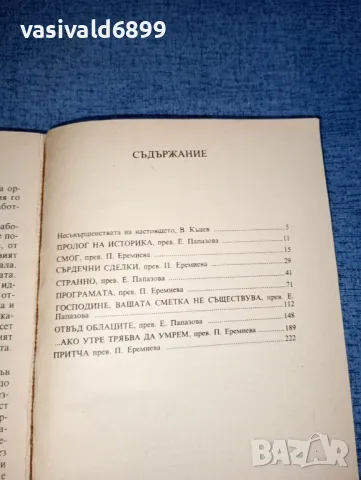 vasivald6899
СЪДЪРЖАНИЕ
Несъвършенствата на настоящето, В. Кънев 5
ПРОЛОГ НА ИСТОРИКА, прев. Е. Папазова 11
СМОГ, прев. П. Еремиева 15
СЪРДЕЧНИ СДЕЛКИ, прев. П. Еремиева 29
СТРАННО, прев. Е. Папазова 41
ПРОГРАМАТА, прев. П. Еремиева 71
ГОСПОДИНЕ, ВАШАТА СМЕТКА НЕ СЪЩЕСТВУВА, прев. Е.
Папазова 112
ОТВЪД ОБЛАЦИТЕ, прев. Е. Папазова 148
...АКО УТРЕ ТРЯБВА ДА УМРЕМ, прев. П. Еремиева 189
ПРИТЧА прев. П. Еремиева 222
bazar